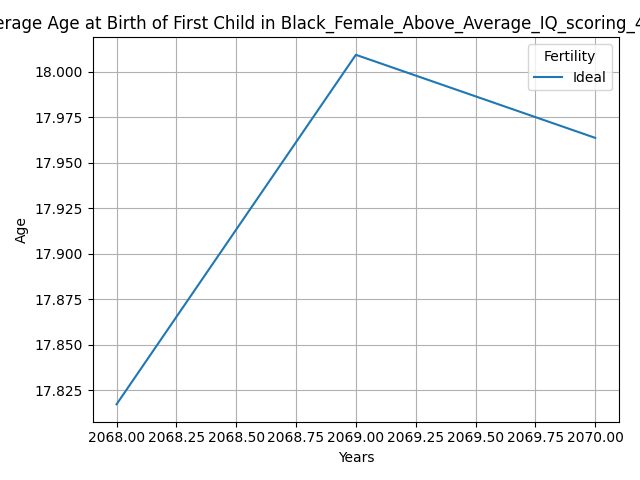 erage Age at Birth of First Child in Black_Female_Above_Average_IQ_scoring_4
Fertility
Ideal
18.000
17.975
17.950
17.925
17.900
17.875
17.850
17.825
Age
2068.00 2068.25 2068.50 2068.75 2069.00 2069.25 2069.50 2069.75 2070.00
Years